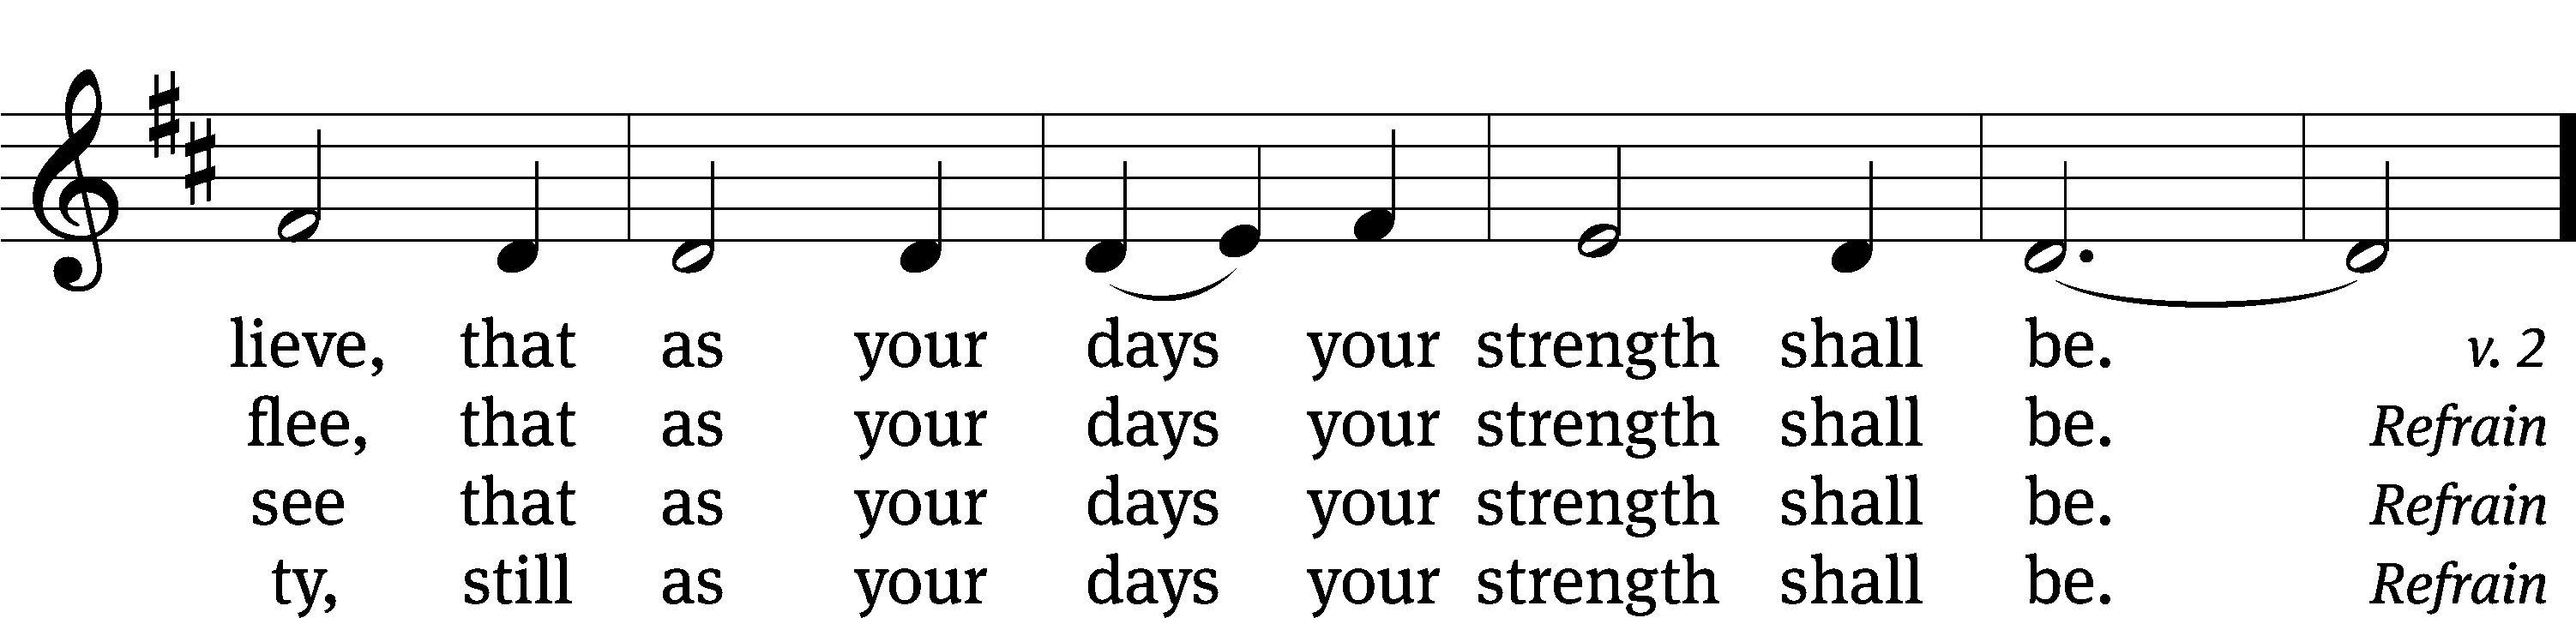 lieve, that as your days your strength shall be. v. 2
flee, that as your days your strength shall be. Refrain
see that as your days your strength shall be. Refrain
ty, still as your days your strength shall be. Refrain